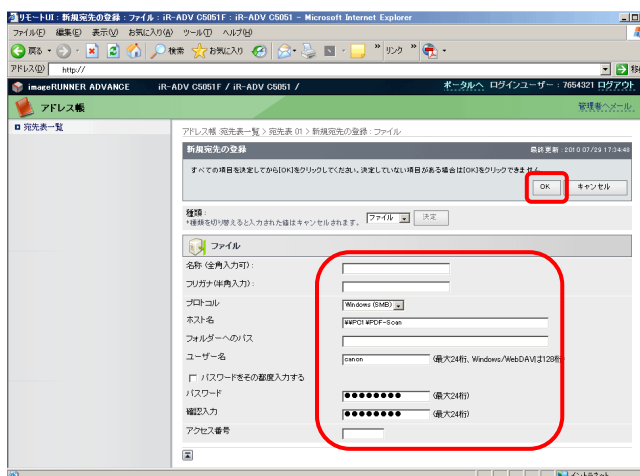 リモートUI : 新規宛先の登録 : ファイル : iR-ADV C5051F : iR-ADV C5051 - Microsoft Internet Explorer
ファイル(F) 編集(E) 表示(V) お気に入り(A) ツール(T) ヘルプ(H)
戻る 検索 お気に入り リンク
アドレス(D) http:// 移動
imageRUNNER ADVANCE iR-ADV C5051F / iR-ADV C5051 / ポータルへ ログインユーザー : 7654321 ログアウト
アドレス帳 管理者へメール
宛先表一覧
アドレス帳 :宛先表一覧 > 宛先表 01 > 新規宛先の登録 : ファイル
新規宛先の登録 最終更新 : 2010 07/29 17:34:48
すべての項目を決定してから[OK]をクリックしてください。決定していない項目がある場合は[OK]をクリックできません。
OK キャンセル
種類 :
*種類を切り替えると入力された値はキャンセルされます。 ファイル 決定
ファイル
名称 (全角入力可) :
フリガナ(半角入力) :
プロトコル Windows (SMB)
ホスト名 ¥¥PC1¥PDF-Scan
フォルダーへのパス
ユーザー名 canon (最大24桁、Windows/WebDAVは128桁)
パスワードをその都度入力する
パスワード ●●●●●●●● (最大24桁)
確認入力 ●●●●●●●● (最大24桁)
アクセス番号
イントラネット